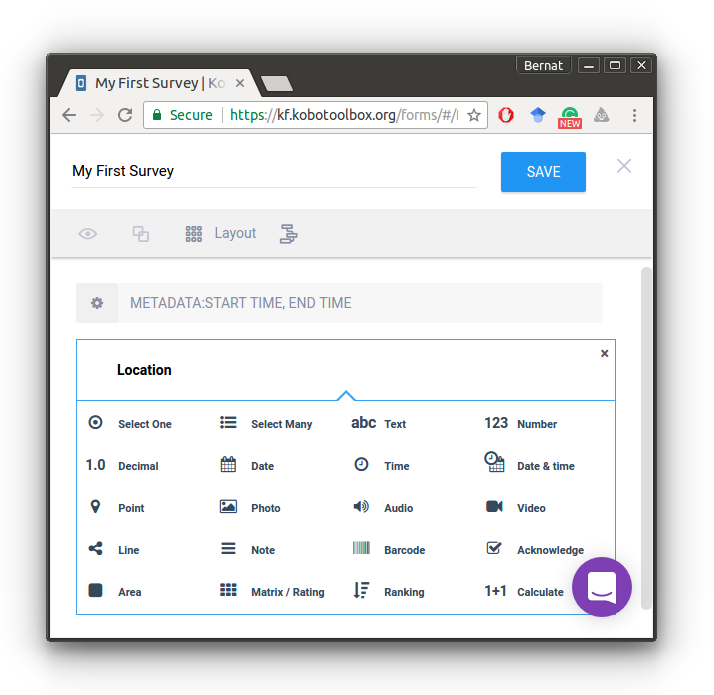 Bernat
My First Survey | Ko
Secure https://kf.kobotoolbox.org/forms/#/
NEW
My First Survey SAVE
Layout
METADATA:START TIME, END TIME
Location
Select One Select Many abc Text 123 Number
1.0 Decimal Date Time Date & time
Point Photo Audio Video
Line Note Barcode Acknowledge
Area Matrix / Rating Ranking 1+1 Calculate